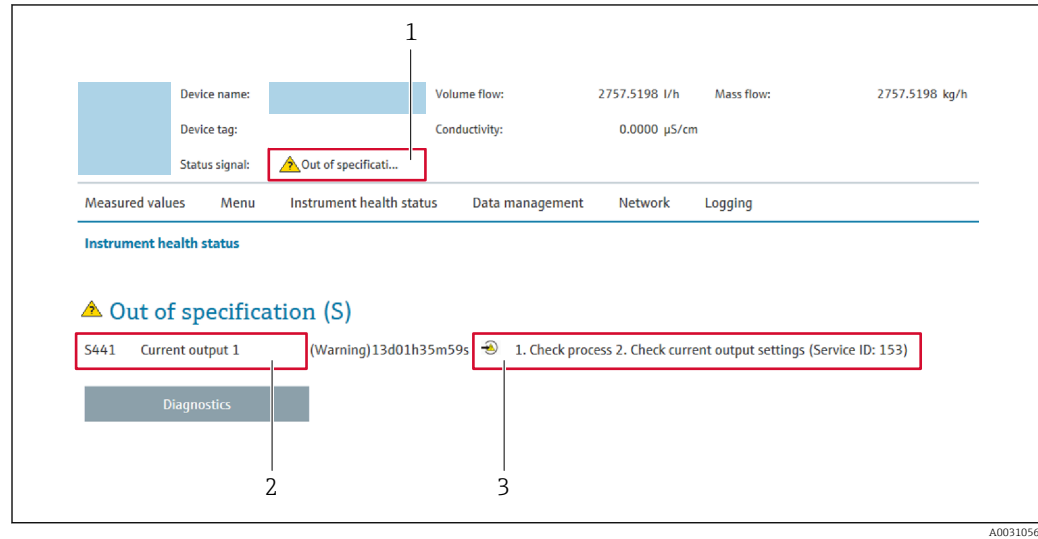 1
Device name: Volume flow: 2757.5198 l/h Mass flow: 2757.5198 kg/h
Device tag: Conductivity: 0.0000 µS/cm
Status signal: Out of specificati...
Measured values Menu Instrument health status Data management Network Logging
Instrument health status
Out of specification (S)
S441 Current output 1 (Warning)13d01h35m59s 1. Check process 2. Check current output settings (Service ID: 153)
Diagnostics
2 3
A0031056